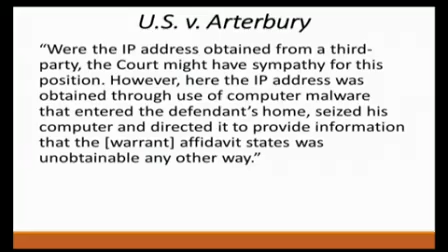 U.S. v. Arterbury
“Were the IP address obtained from a third-
party, the Court might have sympathy for this
position. However, here the IP address was
obtained through use of computer malware
that entered the defendant’s home, seized his
computer and directed it to provide information
that the [warrant] affidavit states was
unobtainable any other way.”